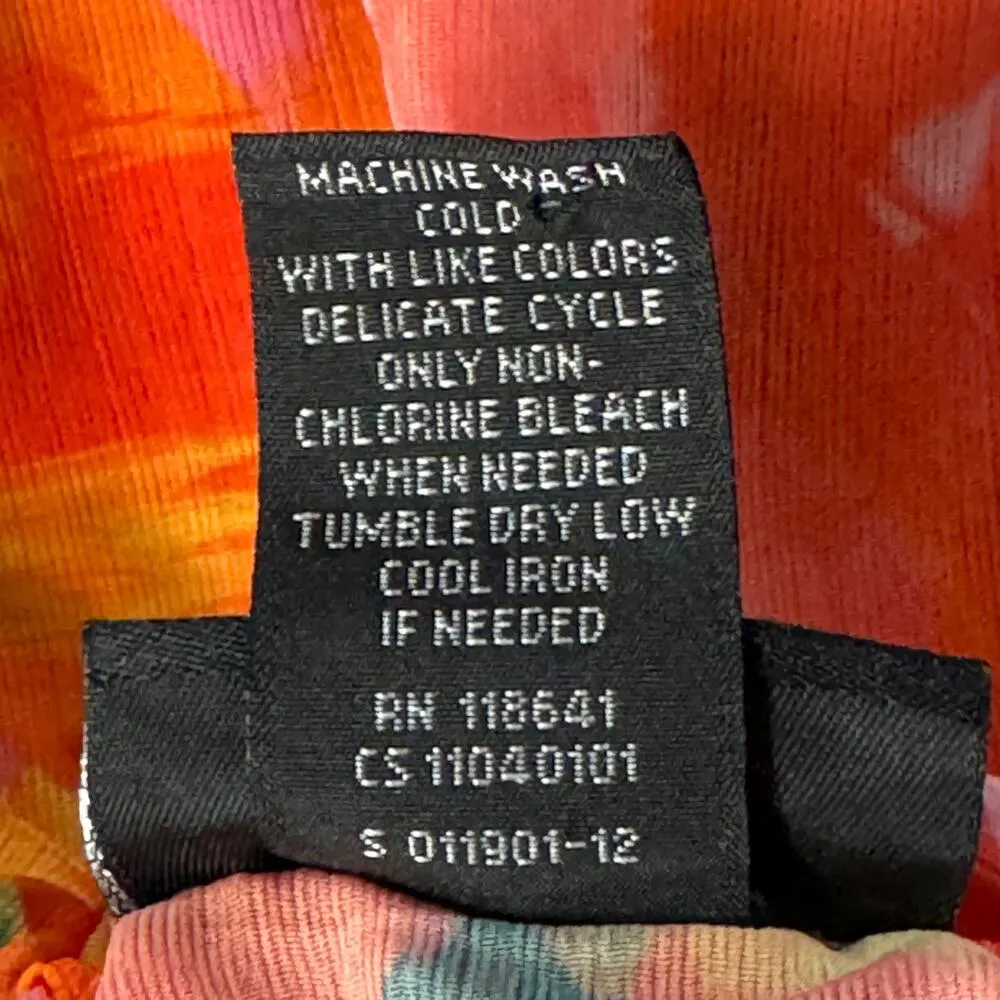 MACHINE WASH
COLD
WITH LIKE COLORS
DELICATE CYCLE
ONLY NON-
CHLORINE BLEACH
WHEN NEEDED
TUMBLE DRY LOW
COOL IRON
IF NEEDED
RN 118641
CS 11040101
S 011901-12